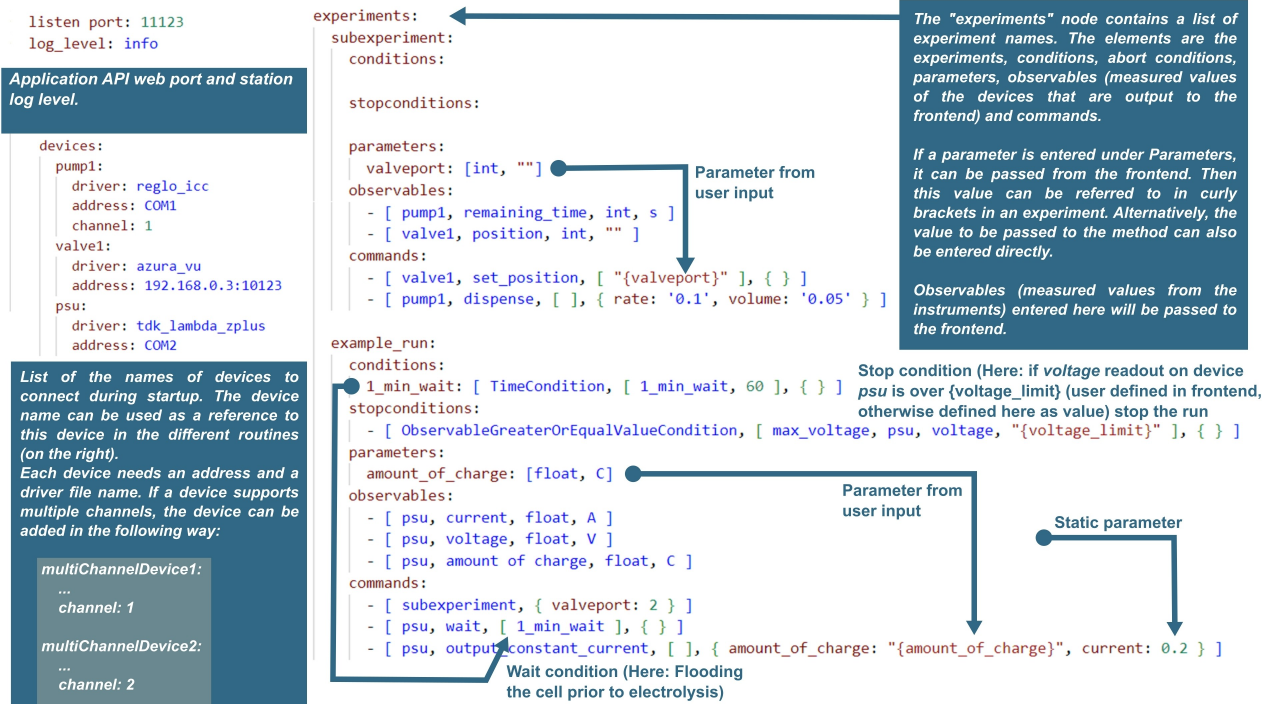 listen port: 11123
log_level: info
Application API web port and station
log level.
devices:
pump1:
driver: reglo_icc
address: COM1
channel: 1
valve1:
driver: azura_vu
address: 192.168.0.3:10123
psu:
driver: tdk_lambda_zplus
address: COM2
List of the names of devices to
connect during startup. The device
name can be used as a reference to
this device in the different routines
(on the right).
Each device needs an address and a
driver file name. If a device supports
multiple channels, the device can be
added in the following way:
multiChannelDevice1:
...
channel: 1
multiChannelDevice2:
...
channel: 2
experiments:
subexperiment:
conditions:
stopconditions:
parameters:
valveport: [int, ""]
observables:
- [ pump1, remaining_time, int, s ]
- [ valve1, position, int, "" ]
commands:
- [ valve1, set_position, [ "{valveport}" ], { } ]
- [ pump1, dispense, [ ], { rate: '0.1', volume: '0.05' } ]
Parameter from
user input
The "experiments" node contains a list of
experiment names. The elements are the
experiments, conditions, abort conditions,
parameters, observables (measured values
of the devices that are output to the
frontend) and commands.
If a parameter is entered under Parameters,
it can be passed from the frontend. Then
this value can be referred to in curly
brackets in an experiment. Alternatively, the
value to be passed to the method can also
be entered directly.
Observables (measured values from the
instruments) entered here will be passed to
the frontend.
example_run:
conditions:
1_min_wait: [ TimeCondition, [ 1_min_wait, 60 ], { } ]
stopconditions:
- [ ObservableGreaterOrEqualValueCondition, [ max_voltage, psu, voltage, "{voltage_limit}" ], { } ]
parameters:
amount_of_charge: [float, C]
observables:
- [ psu, current, float, A ]
- [ psu, voltage, float, V ]
- [ psu, amount of charge, float, C ]
commands:
- [ subexperiment, { valveport: 2 } ]
- [ psu, wait, [ 1_min_wait ], { } ]
- [ psu, output_constant_current, [ ], { amount_of_charge: "{amount_of_charge}", current: 0.2 } ]
Stop condition (Here: if voltage readout on device
psu is over {voltage_limit} (user defined in frontend,
otherwise defined here as value) stop the run
Parameter from
user input
Static parameter
Wait condition (Here: Flooding
the cell prior to electrolysis)